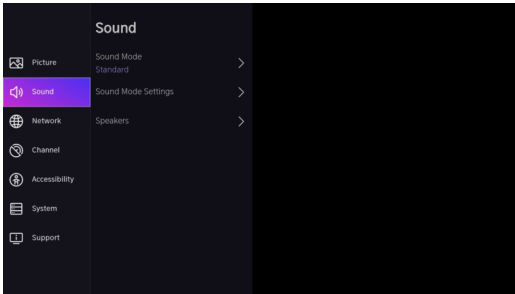 Sound
Picture
Sound
Network
Channel
Accessibility
System
Support
Sound Mode
Standard
Sound Mode Settings
Speakers